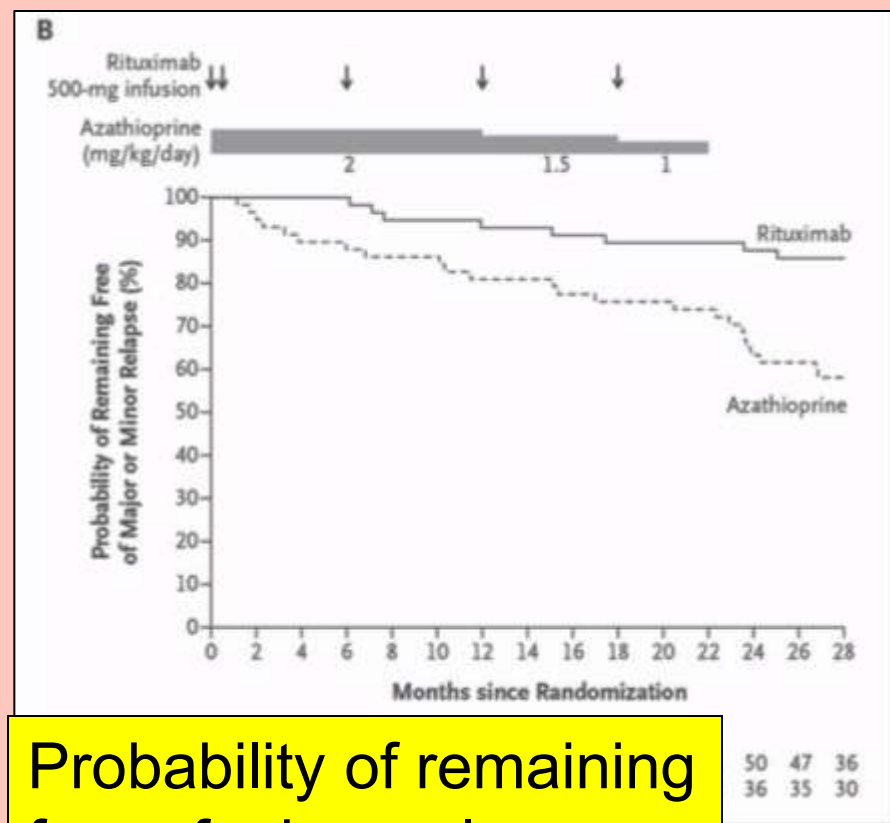 B
Rituximab
500-mg infusion
Azathioprine
(mg/kg/day)
2 1.5 1
100
90
80
70
60
50
40
30
20
10
0
Probability of Remaining Free
of Major or Minor Relapse (%)
Rituximab
Azathioprine
0 2 4 6 8 10 12 14 16 18 20 22 24 26 28
Months since Randomization
50 47 36
36 35 30
Probability of remaining